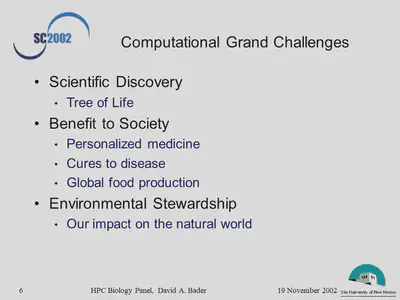 SC2002
Computational Grand Challenges
• Scientific Discovery
• Tree of Life
• Benefit to Society
• Personalized medicine
• Cures to disease
• Global food production
• Environmental Stewardship
• Our impact on the natural world
6 HPC Biology Panel, David A. Bader 19 November 2002
The University of New Mexico